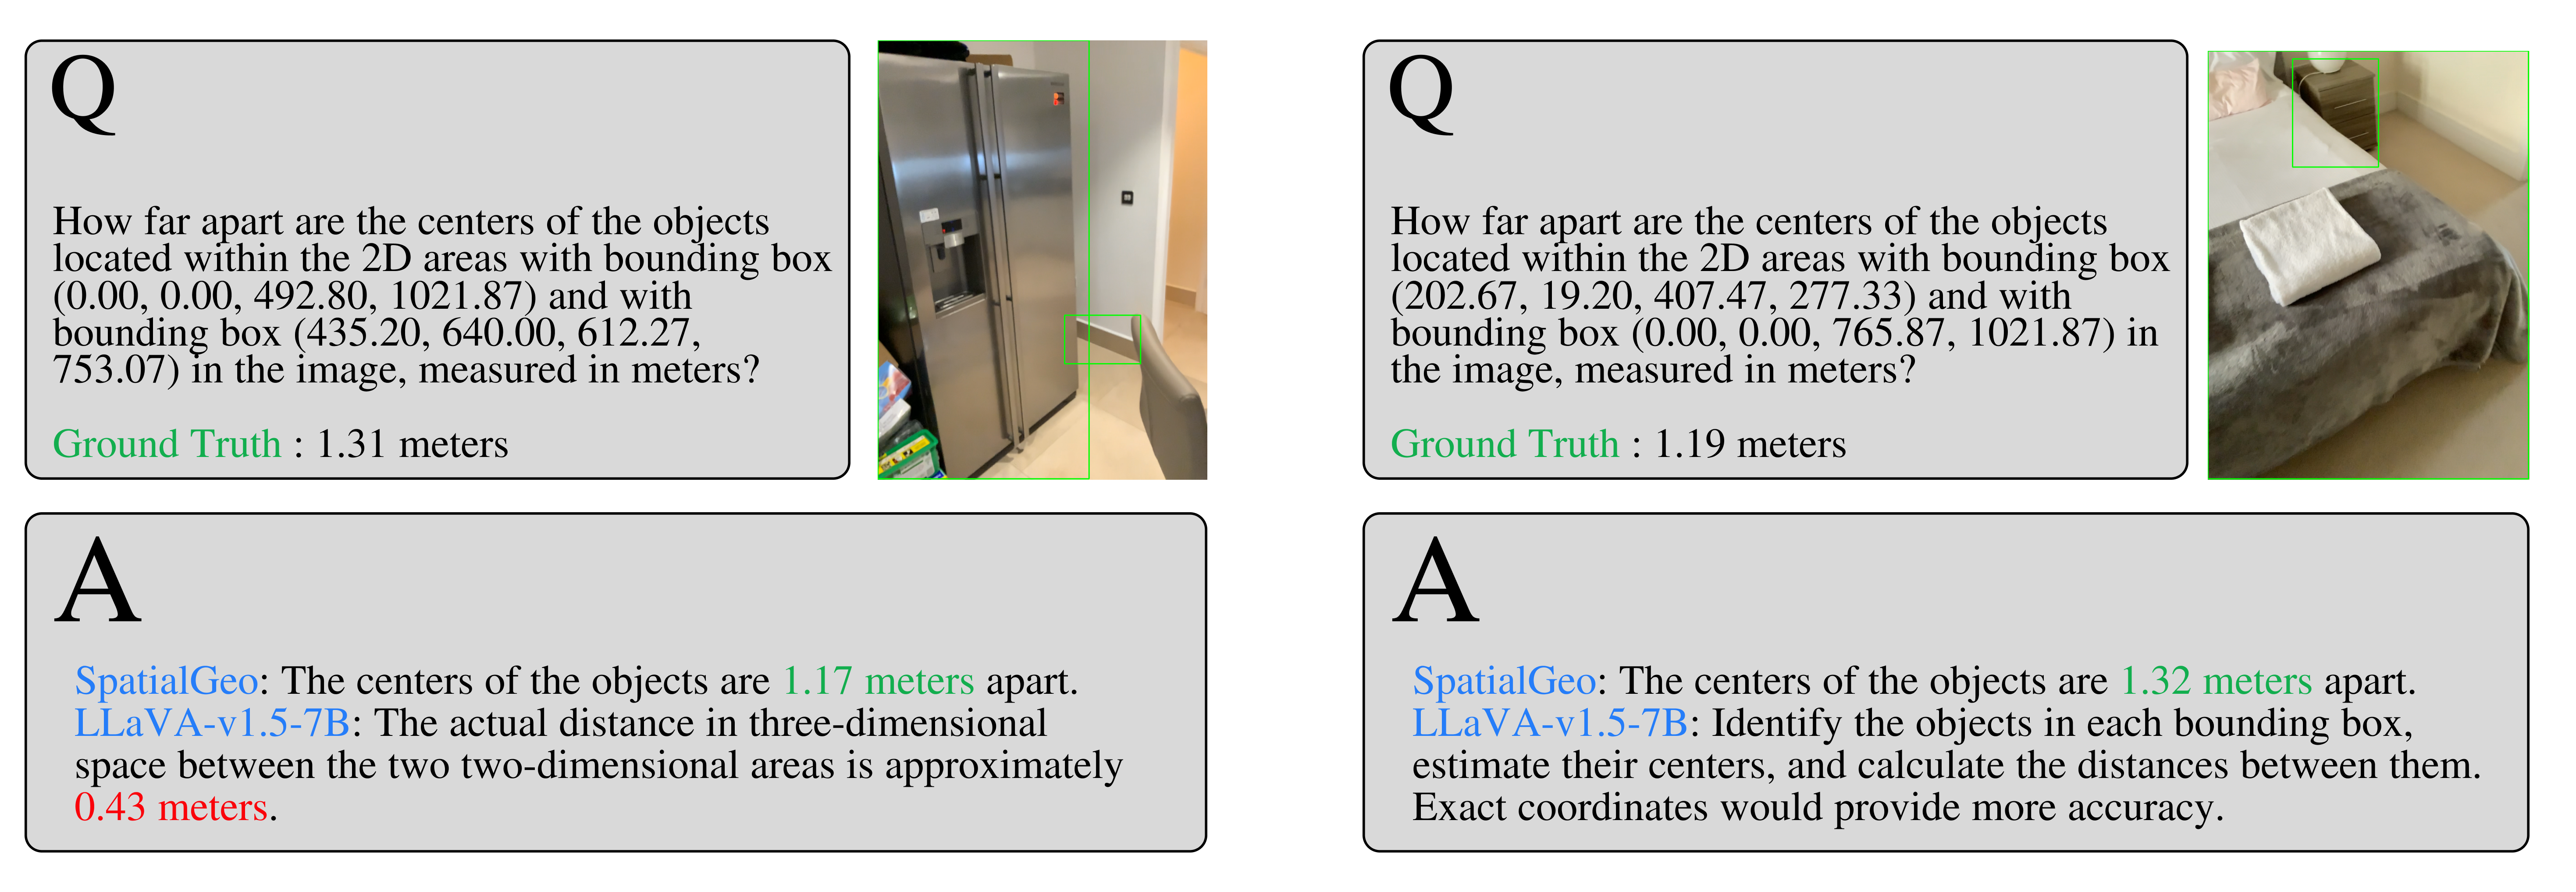 Q
How far apart are the centers of the objects
located within the 2D areas with bounding box
(0.00, 0.00, 492.80, 1021.87) and with
bounding box (435.20, 640.00, 612.27,
753.07) in the image, measured in meters?
Ground Truth : 1.31 meters
A
SpatialGeo: The centers of the objects are 1.17 meters apart.
LLaVA-v1.5-7B: The actual distance in three-dimensional
space between the two two-dimensional areas is approximately
0.43 meters.
Q
How far apart are the centers of the objects
located within the 2D areas with bounding box
(202.67, 19.20, 407.47, 277.33) and with
bounding box (0.00, 0.00, 765.87, 1021.87) in
the image, measured in meters?
Ground Truth : 1.19 meters
A
SpatialGeo: The centers of the objects are 1.32 meters apart.
LLaVA-v1.5-7B: Identify the objects in each bounding box,
estimate their centers, and calculate the distances between them.
Exact coordinates would provide more accuracy.